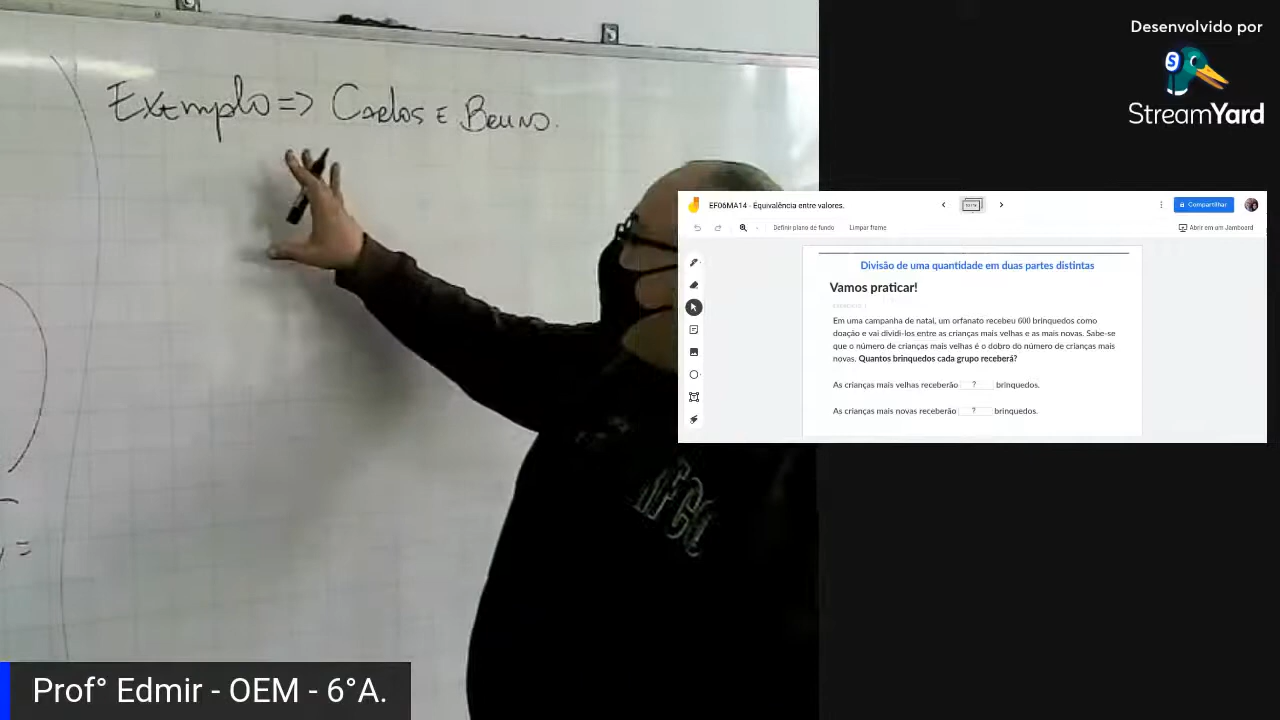 Exemplo => Carlos E Bruno.
Desenvolvido por
StreamYard
EF06MA14 - Equivalência entre valores.
Compartilhar
Definir plano de fundo
Limpar frame
Abrir em um Jamboard
Divisão de uma quantidade em duas partes distintas
Vamos praticar!
Em uma campanha de natal, um orfanato recebeu 600 brinquedos como
doação e vai dividi-los entre as crianças mais velhas e as mais novas. Sabe-se
que o número de crianças mais velhas é o dobro do número de crianças mais
novas. Quantos brinquedos cada grupo receberá?
As crianças mais velhas receberão ? brinquedos.
As crianças mais novas receberão ? brinquedos.
Prof° Edmir - OEM - 6°A.